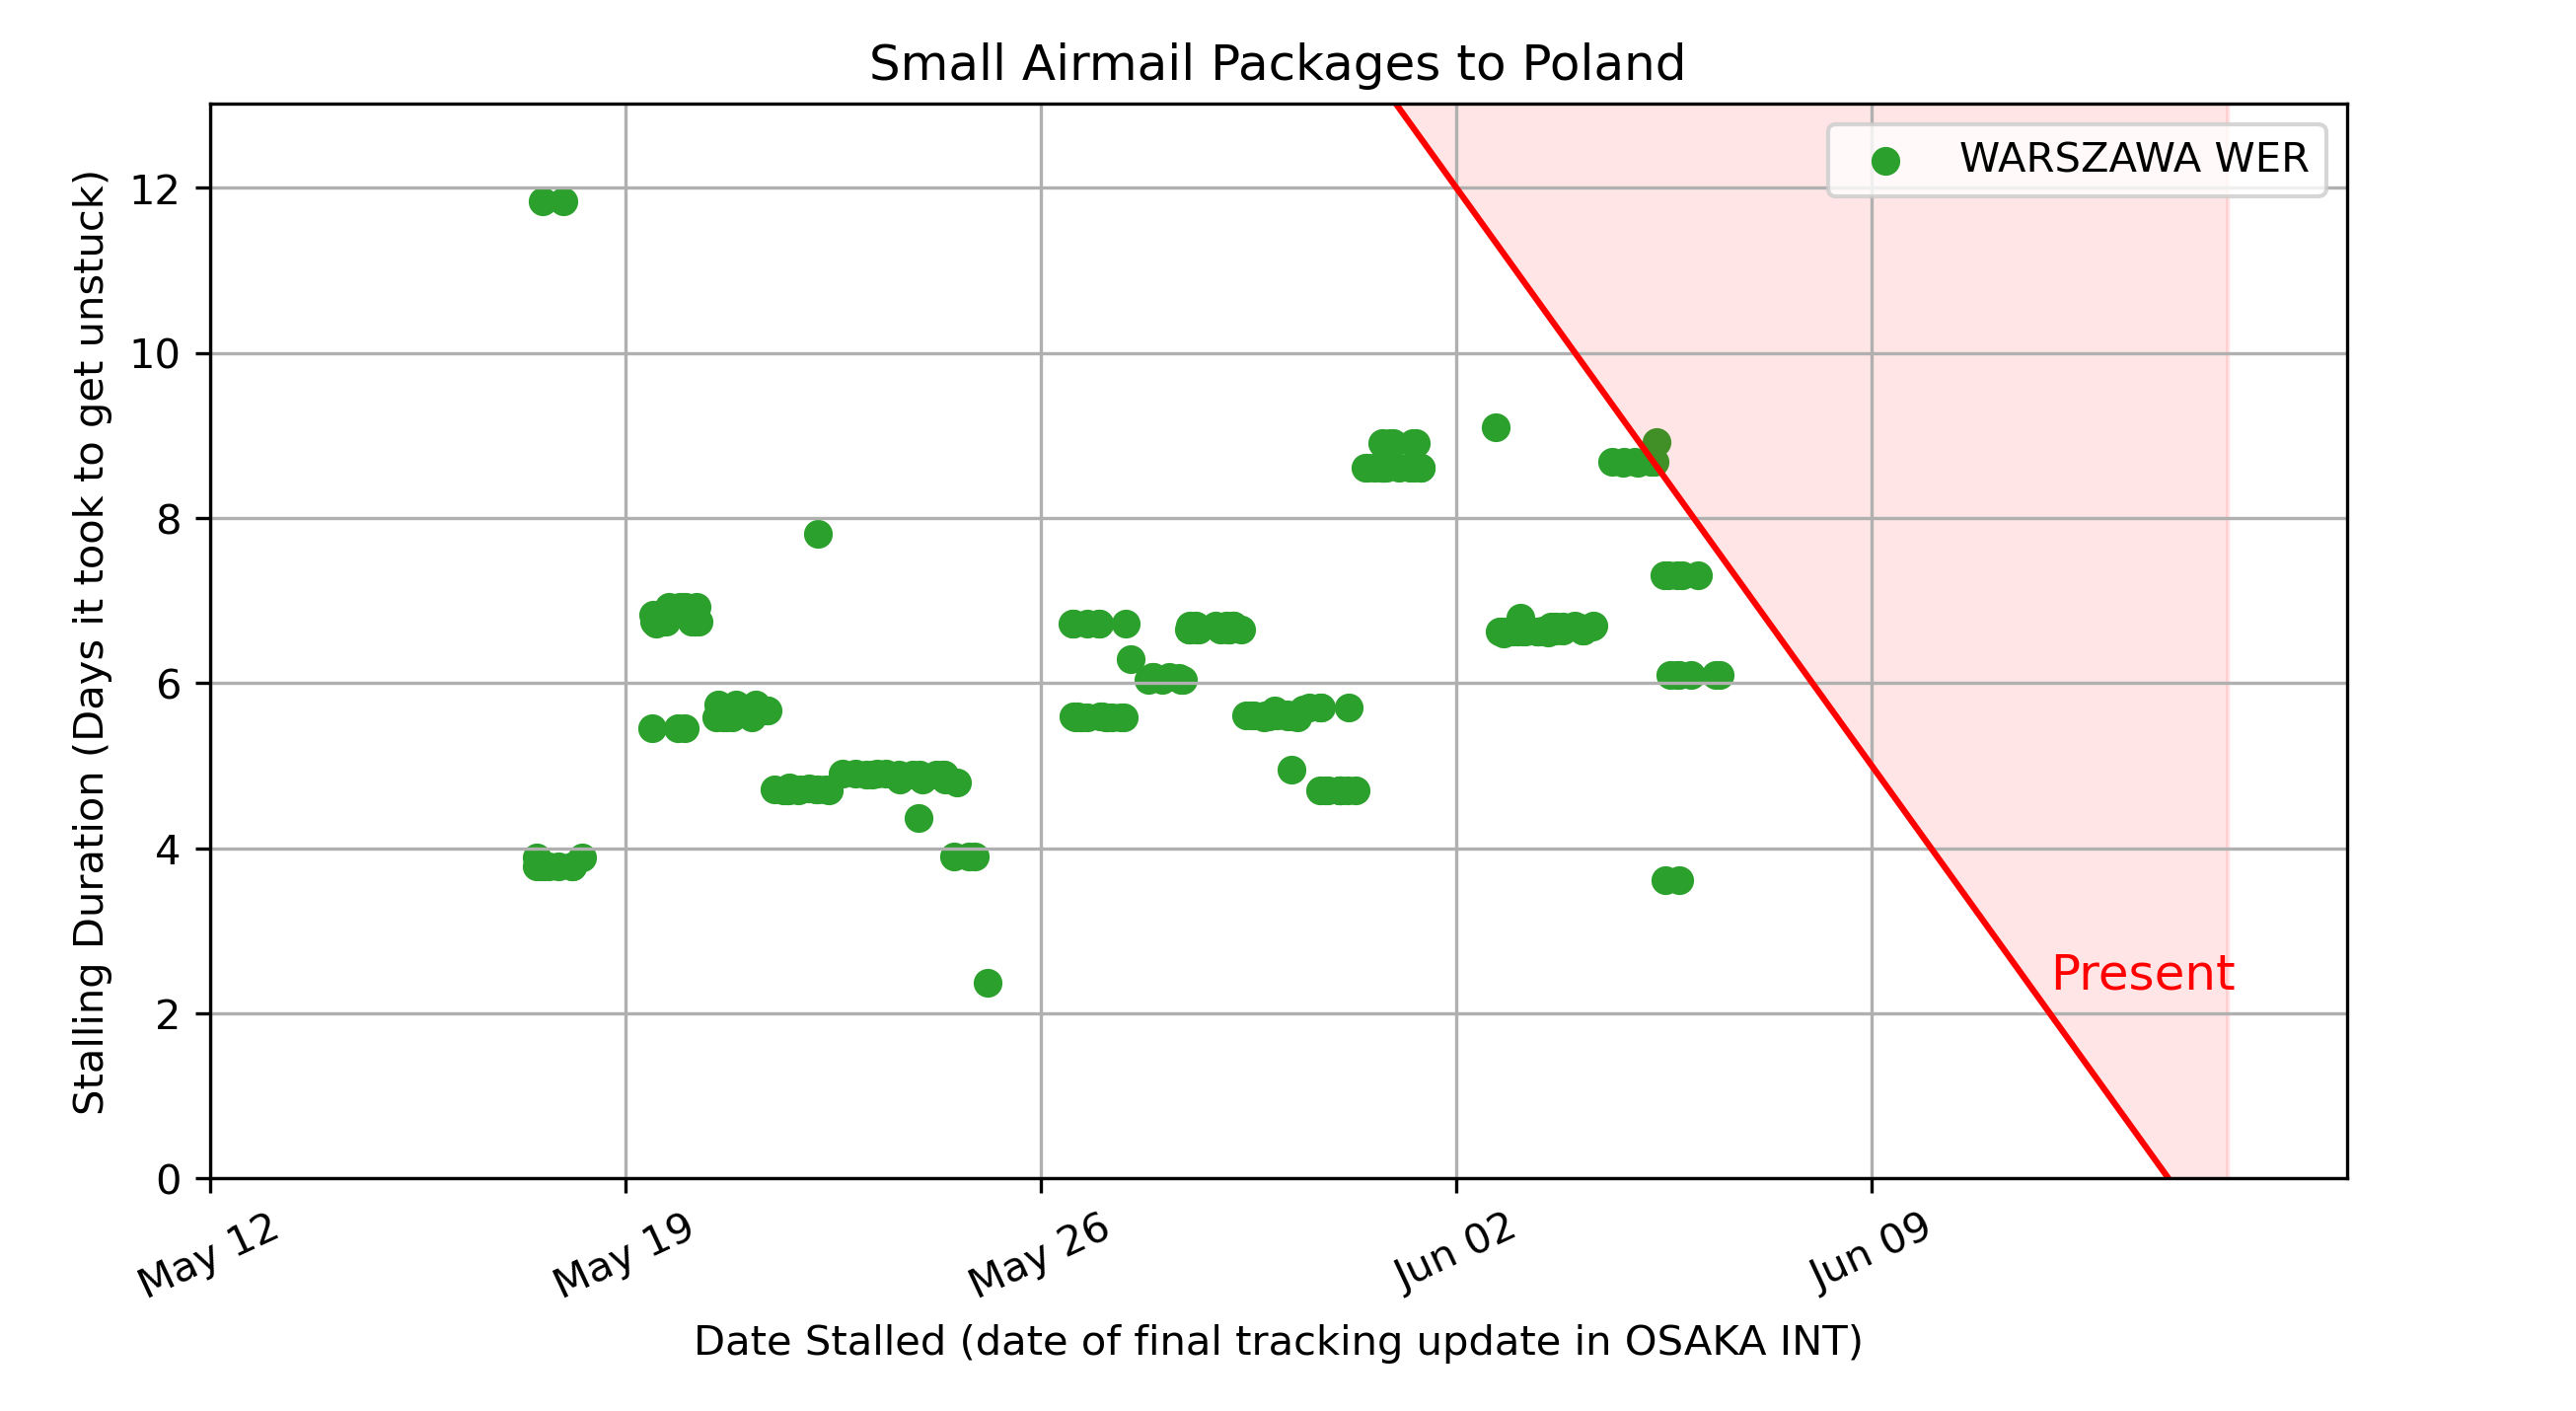 Small Airmail Packages to Poland
WARSZAWA WER
Stalling Duration (Days it took to get unstuck)
12
10
8
6
4
2
0
Present
May 12
May 19
May 26
Jun 02
Jun 09
Date Stalled (date of final tracking update in OSAKA INT)